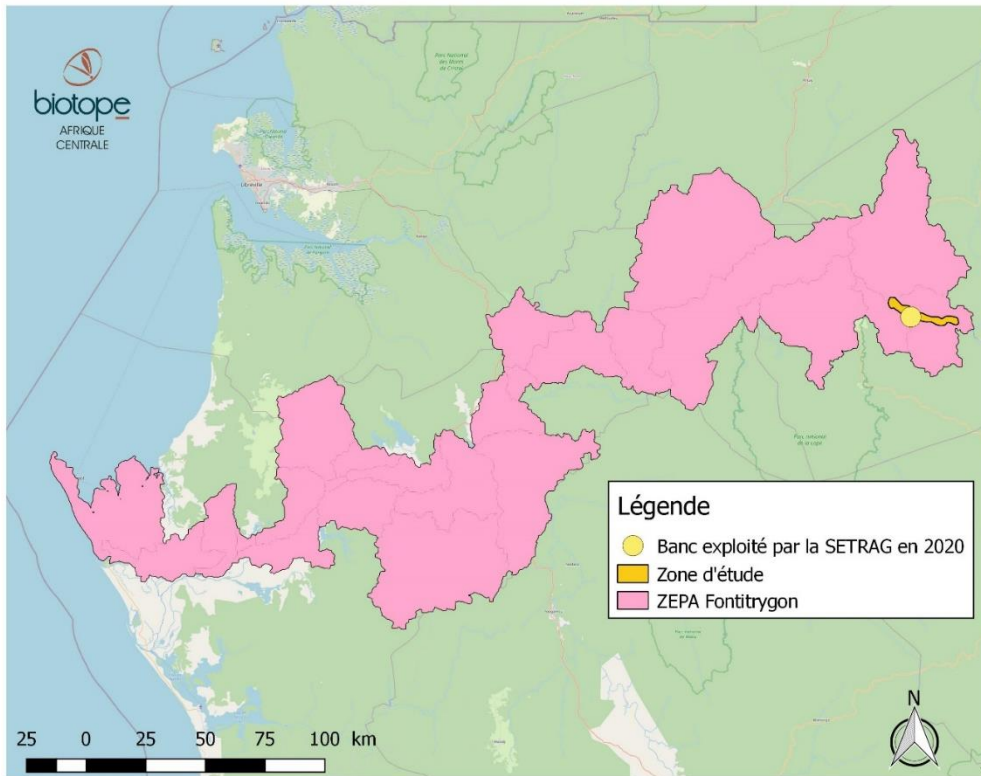 biotope
AFRIQUE
CENTRALE
Libreville
Légende
Banc exploité par la SETRAG en 2020
Zone d'étude
ZEPA Fontitrygon
25 0 25 50 75 100 km
N